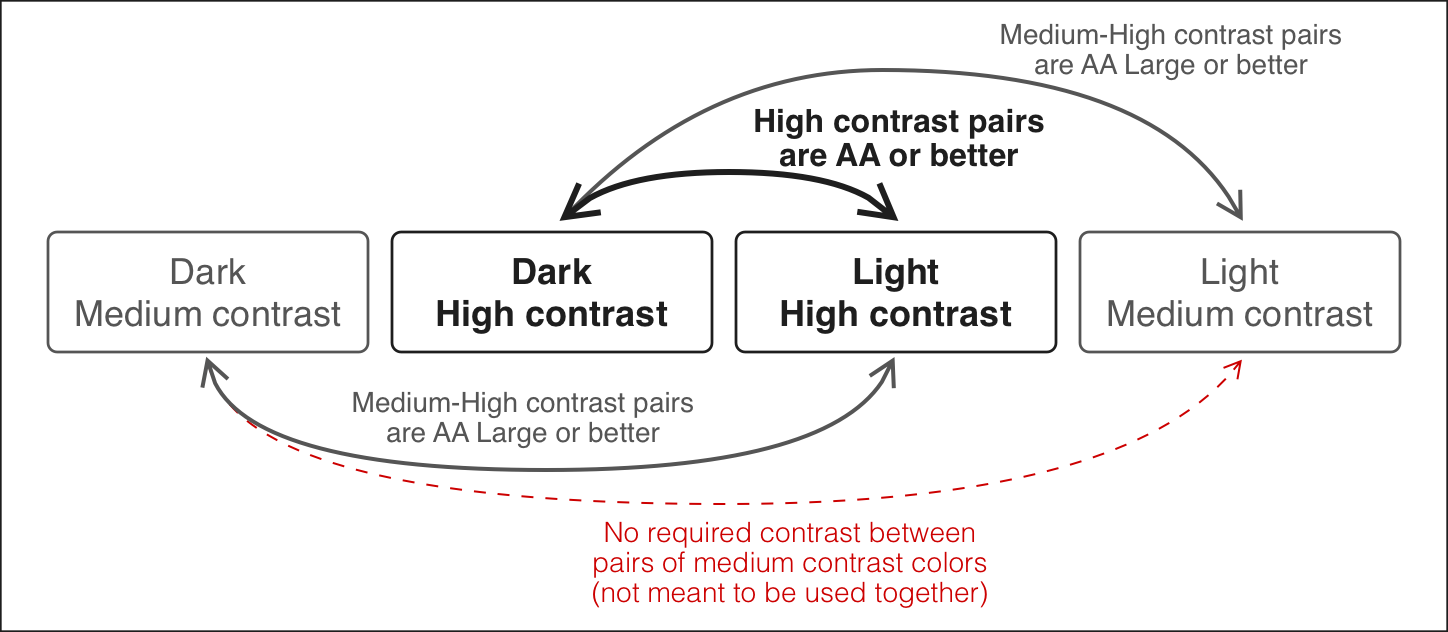 Medium-High contrast pairs
are AA Large or better
High contrast pairs
are AA or better
Dark
Medium contrast
Dark
High contrast
Light
High contrast
Light
Medium contrast
Medium-High contrast pairs
are AA Large or better
No required contrast between
pairs of medium contrast colors
(not meant to be used together)